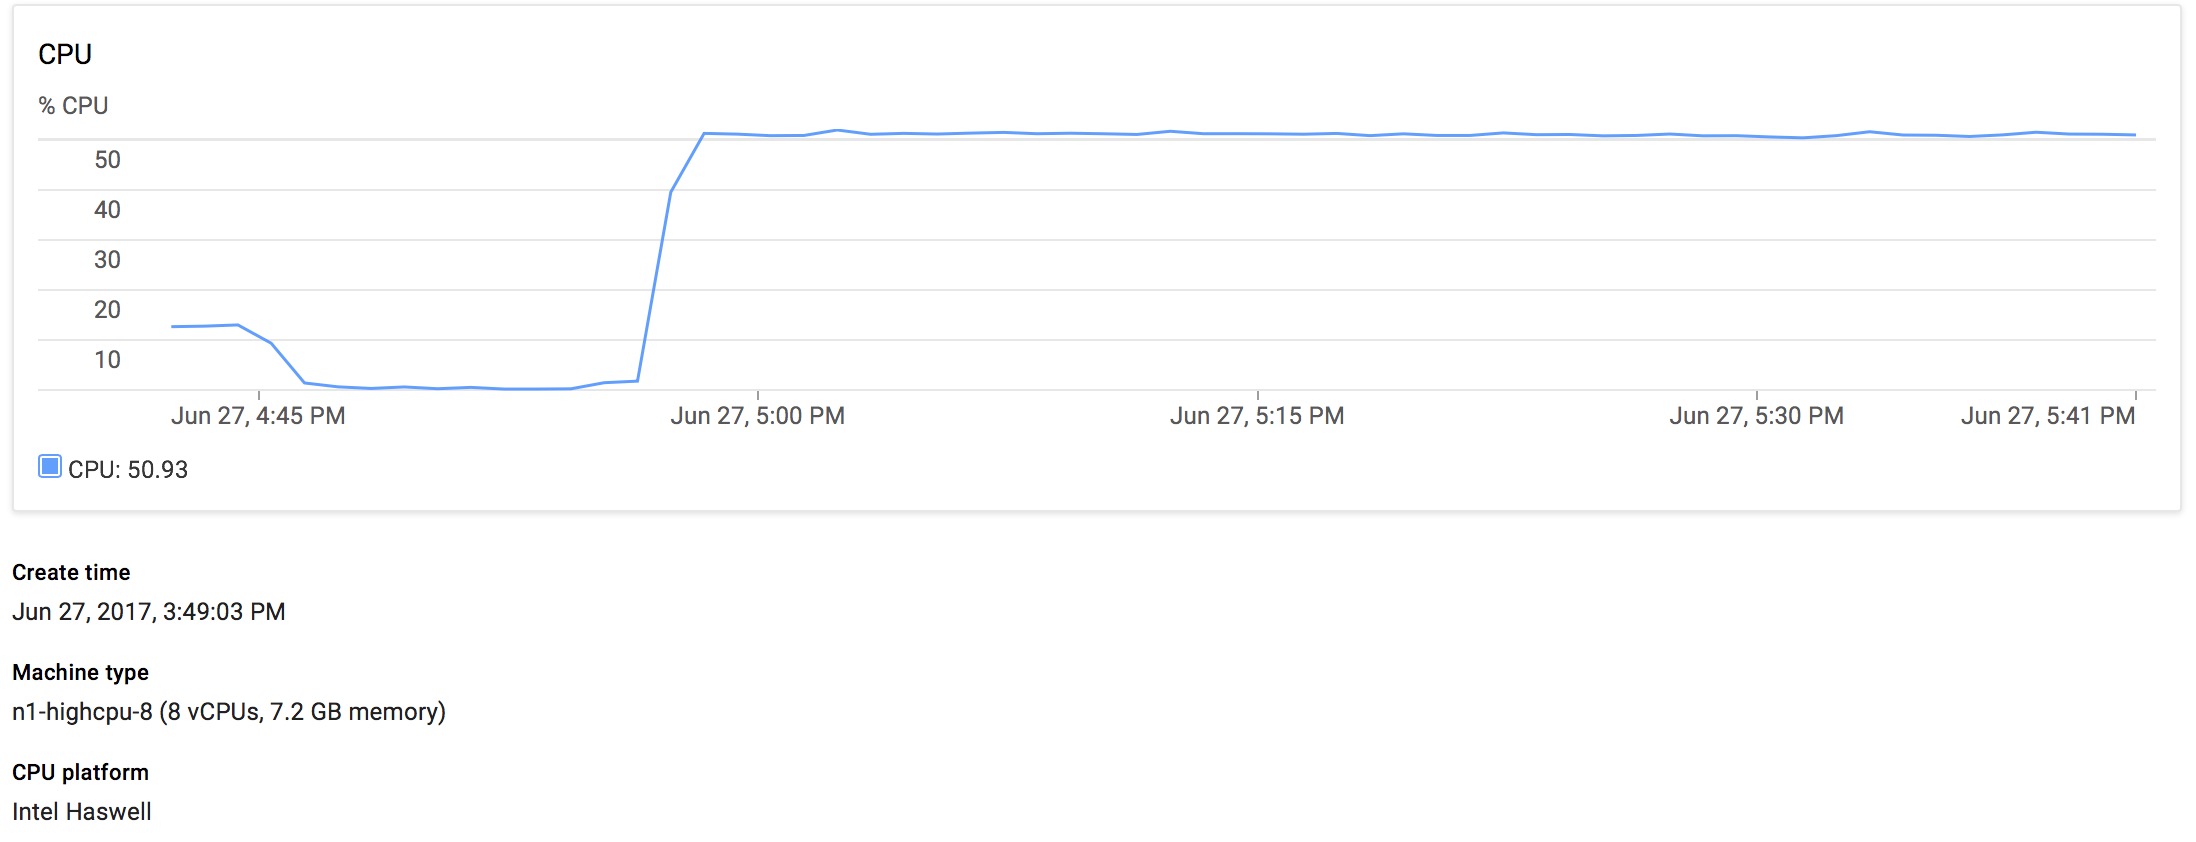 CPU
% CPU
50
40
30
20
10
Jun 27, 4:45 PM Jun 27, 5:00 PM Jun 27, 5:15 PM Jun 27, 5:30 PM Jun 27, 5:41 PM
CPU: 50.93
Create time
Jun 27, 2017, 3:49:03 PM
Machine type
n1-highcpu-8 (8 vCPUs, 7.2 GB memory)
CPU platform
Intel Haswell